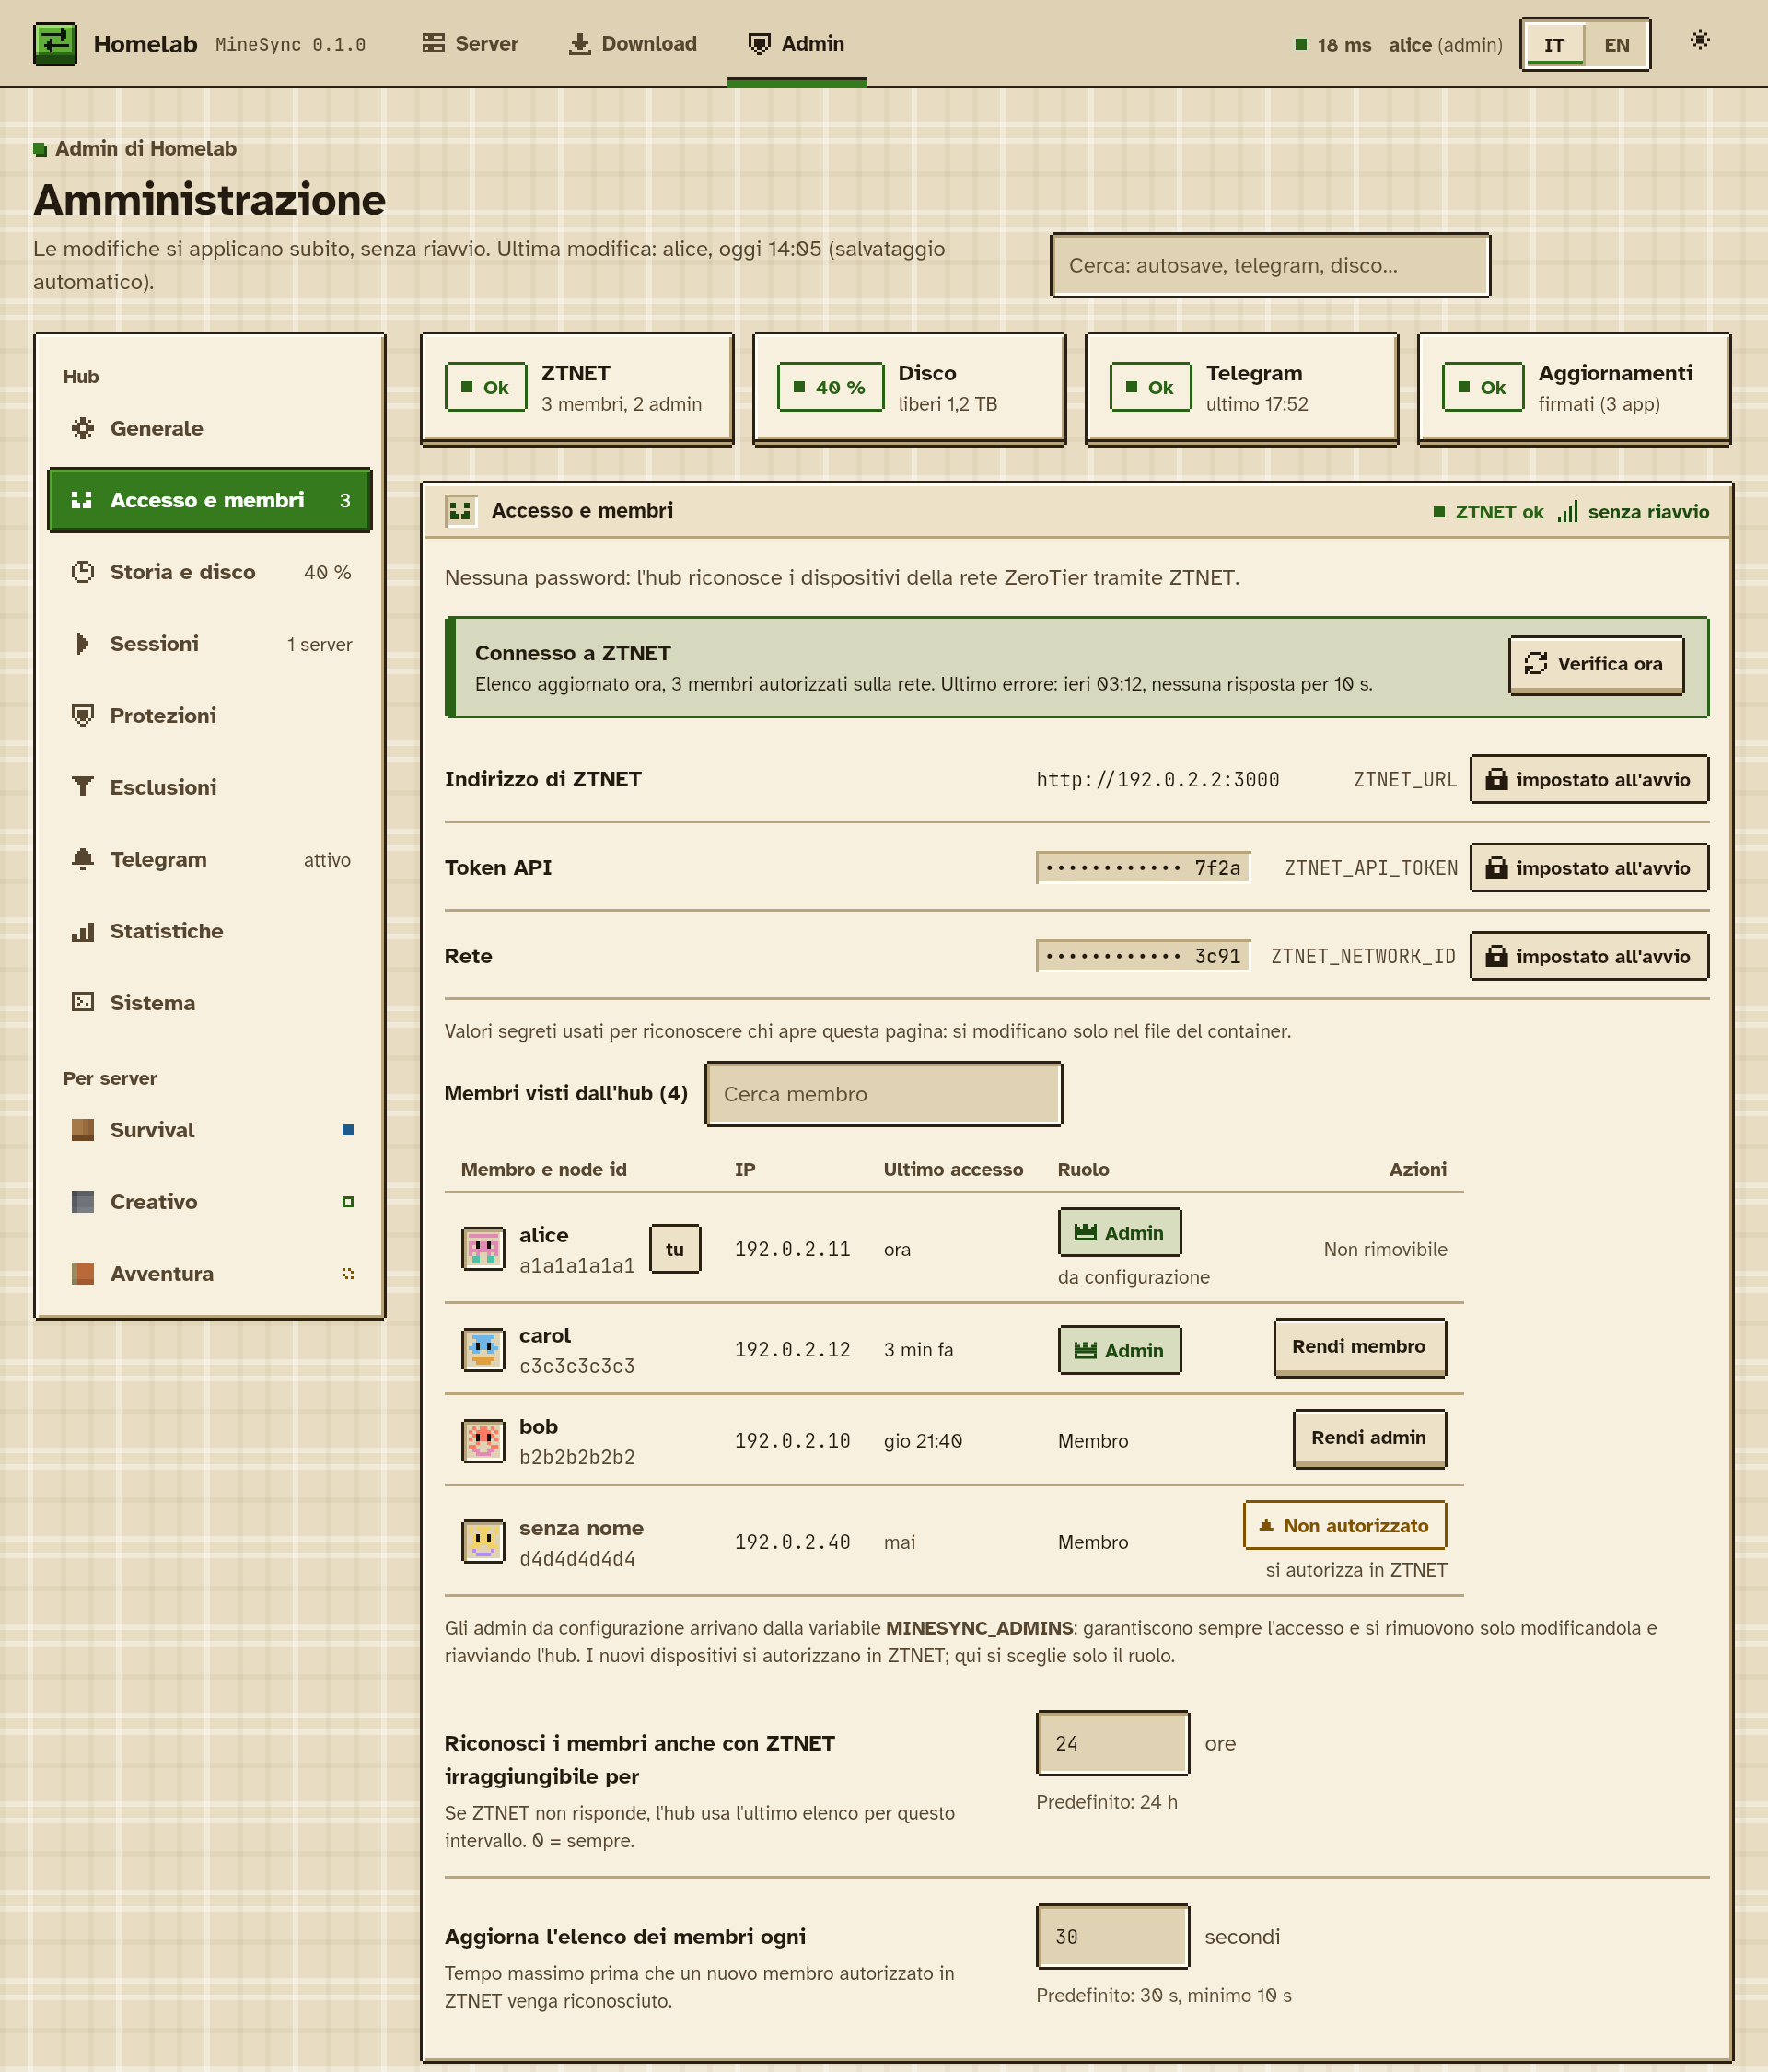 Homelab MineSync 0.1.0 Server Download Admin 18 ms alice (admin) IT EN
Admin di Homelab
Amministrazione
Le modifiche si applicano subito, senza riavvio. Ultima modifica: alice, oggi 14:05 (salvataggio
automatico).
Cerca: autosave, telegram, disco...
Hub
Generale
Accesso e membri 3
Storia e disco 40 %
Sessioni 1 server
Protezioni
Esclusioni
Telegram attivo
Statistiche
Sistema
Per server
Survival
Creativo
Avventura
Ok ZTNET
3 membri, 2 admin
40 % Disco
liberi 1,2 TB
Ok Telegram
ultimo 17:52
Ok Aggiornamenti
firmati (3 app)
Accesso e membri ZTNET ok senza riavvio
Nessuna password: l'hub riconosce i dispositivi della rete ZeroTier tramite ZTNET.
Connesso a ZTNET
Elenco aggiornato ora, 3 membri autorizzati sulla rete. Ultimo errore: ieri 03:12, nessuna risposta per 10 s.
Verifica ora
Indirizzo di ZTNET http://192.0.2.2:3000 ZTNET_URL impostato all'avvio
Token API •••••••••••• 7f2a ZTNET_API_TOKEN impostato all'avvio
Rete •••••••••••• 3c91 ZTNET_NETWORK_ID impostato all'avvio
Valori segreti usati per riconoscere chi apre questa pagina: si modificano solo nel file del container.
Membri visti dall'hub (4) Cerca membro
Membro e node id IP Ultimo accesso Ruolo Azioni
alice
a1a1a1a1a1 tu 192.0.2.11 ora Admin
da configurazione Non rimovibile
carol
c3c3c3c3c3 192.0.2.12 3 min fa Admin Rendi membro
bob
b2b2b2b2b2 192.0.2.10 gio 21:40 Membro Rendi admin
senza nome
d4d4d4d4d4 192.0.2.40 mai Membro Non autorizzato
si autorizza in ZTNET
Gli admin da configurazione arrivano dalla variabile MINESYNC_ADMINS: garantiscono sempre l'accesso e si rimuovono solo modificandola e
riavviando l'hub. I nuovi dispositivi si autorizzano in ZTNET; qui si sceglie solo il ruolo.
Riconosci i membri anche con ZTNET
irraggiungibile per
Se ZTNET non risponde, l'hub usa l'ultimo elenco per questo
intervallo. 0 = sempre.
24 ore
Predefinito: 24 h
Aggiorna l'elenco dei membri ogni
Tempo massimo prima che un nuovo membro autorizzato in
ZTNET venga riconosciuto.
30 secondi
Predefinito: 30 s, minimo 10 s